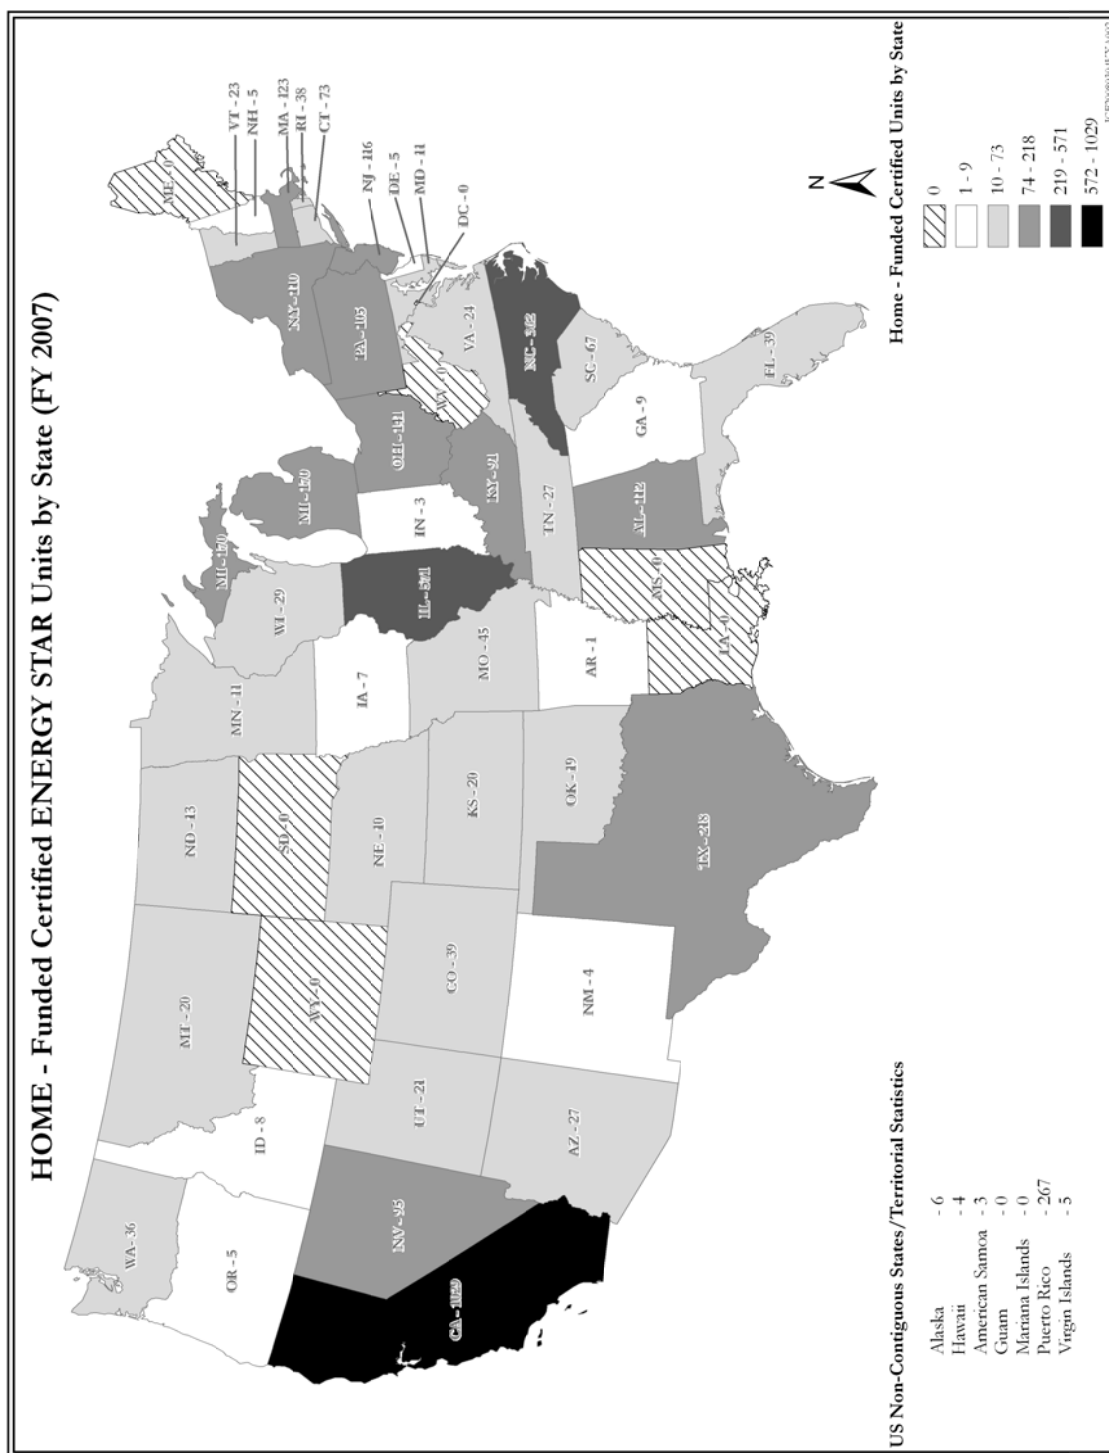 HOME - Funded Certified ENERGY STAR Units by State (FY 2007)
WA - 36
OR - 5
CA - 1029
NV - 95
ID - 8
MT - 20
WY - 0
UT - 21
AZ - 27
CO - 39
NM - 4
ND - 13
SD - 0
NE - 10
KS - 20
OK - 19
TX - 218
MN - 11
IA - 7
MO - 45
AR - 1
LA - 0
WI - 29
IL - 571
MI - 170
MI - 170
IN - 3
OH - 141
KY - 91
TN - 27
MS - 0
AL - 112
GA - 9
FL - 39
SC - 67
NC - 342
VA - 24
WV - 0
PA - 105
NY - 110
ME - 0
VT - 23
NH - 5
MA - 123
RI - 38
CT - 73
NJ - 116
DE - 5
MD - 11
DC - 0
N
US Non-Contiguous States/Territorial Statistics
Alaska - 6
Hawaii - 4
American Samoa - 3
Guam - 0
Mariana Islands - 0
Puerto Rico - 267
Virgin Islands - 5
Home - Funded Certified Units by State
0
1 - 9
10 - 73
74 - 218
219 - 571
572 - 1029